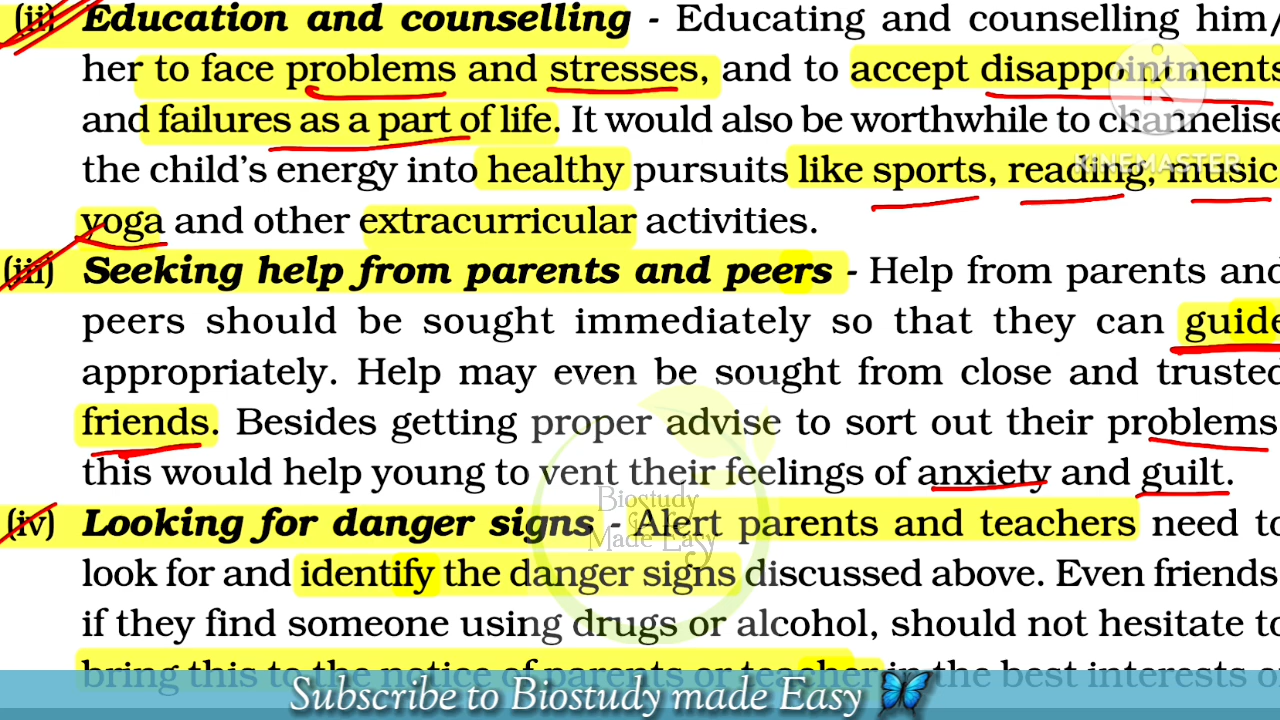 (ii) Education and counselling - Educating and counselling him/
her to face problems and stresses, and to accept disappointments
and failures as a part of life. It would also be worthwhile to channelise
the child's energy into healthy pursuits like sports, reading, music
yoga and other extracurricular activities.
(iii) Seeking help from parents and peers - Help from parents and
peers should be sought immediately so that they can guide
appropriately. Help may even be sought from close and trusted
friends. Besides getting proper advise to sort out their problems
this would help young to vent their feelings of anxiety and guilt.
(iv) Looking for danger signs - Alert parents and teachers need to
look for and identify the danger signs discussed above. Even friends
if they find someone using drugs or alcohol, should not hesitate to
bring this to the notice of parents or teacher in the best interests of
KINEMASTER
Biostudy
Made Easy
Subscribe to Biostudy made Easy